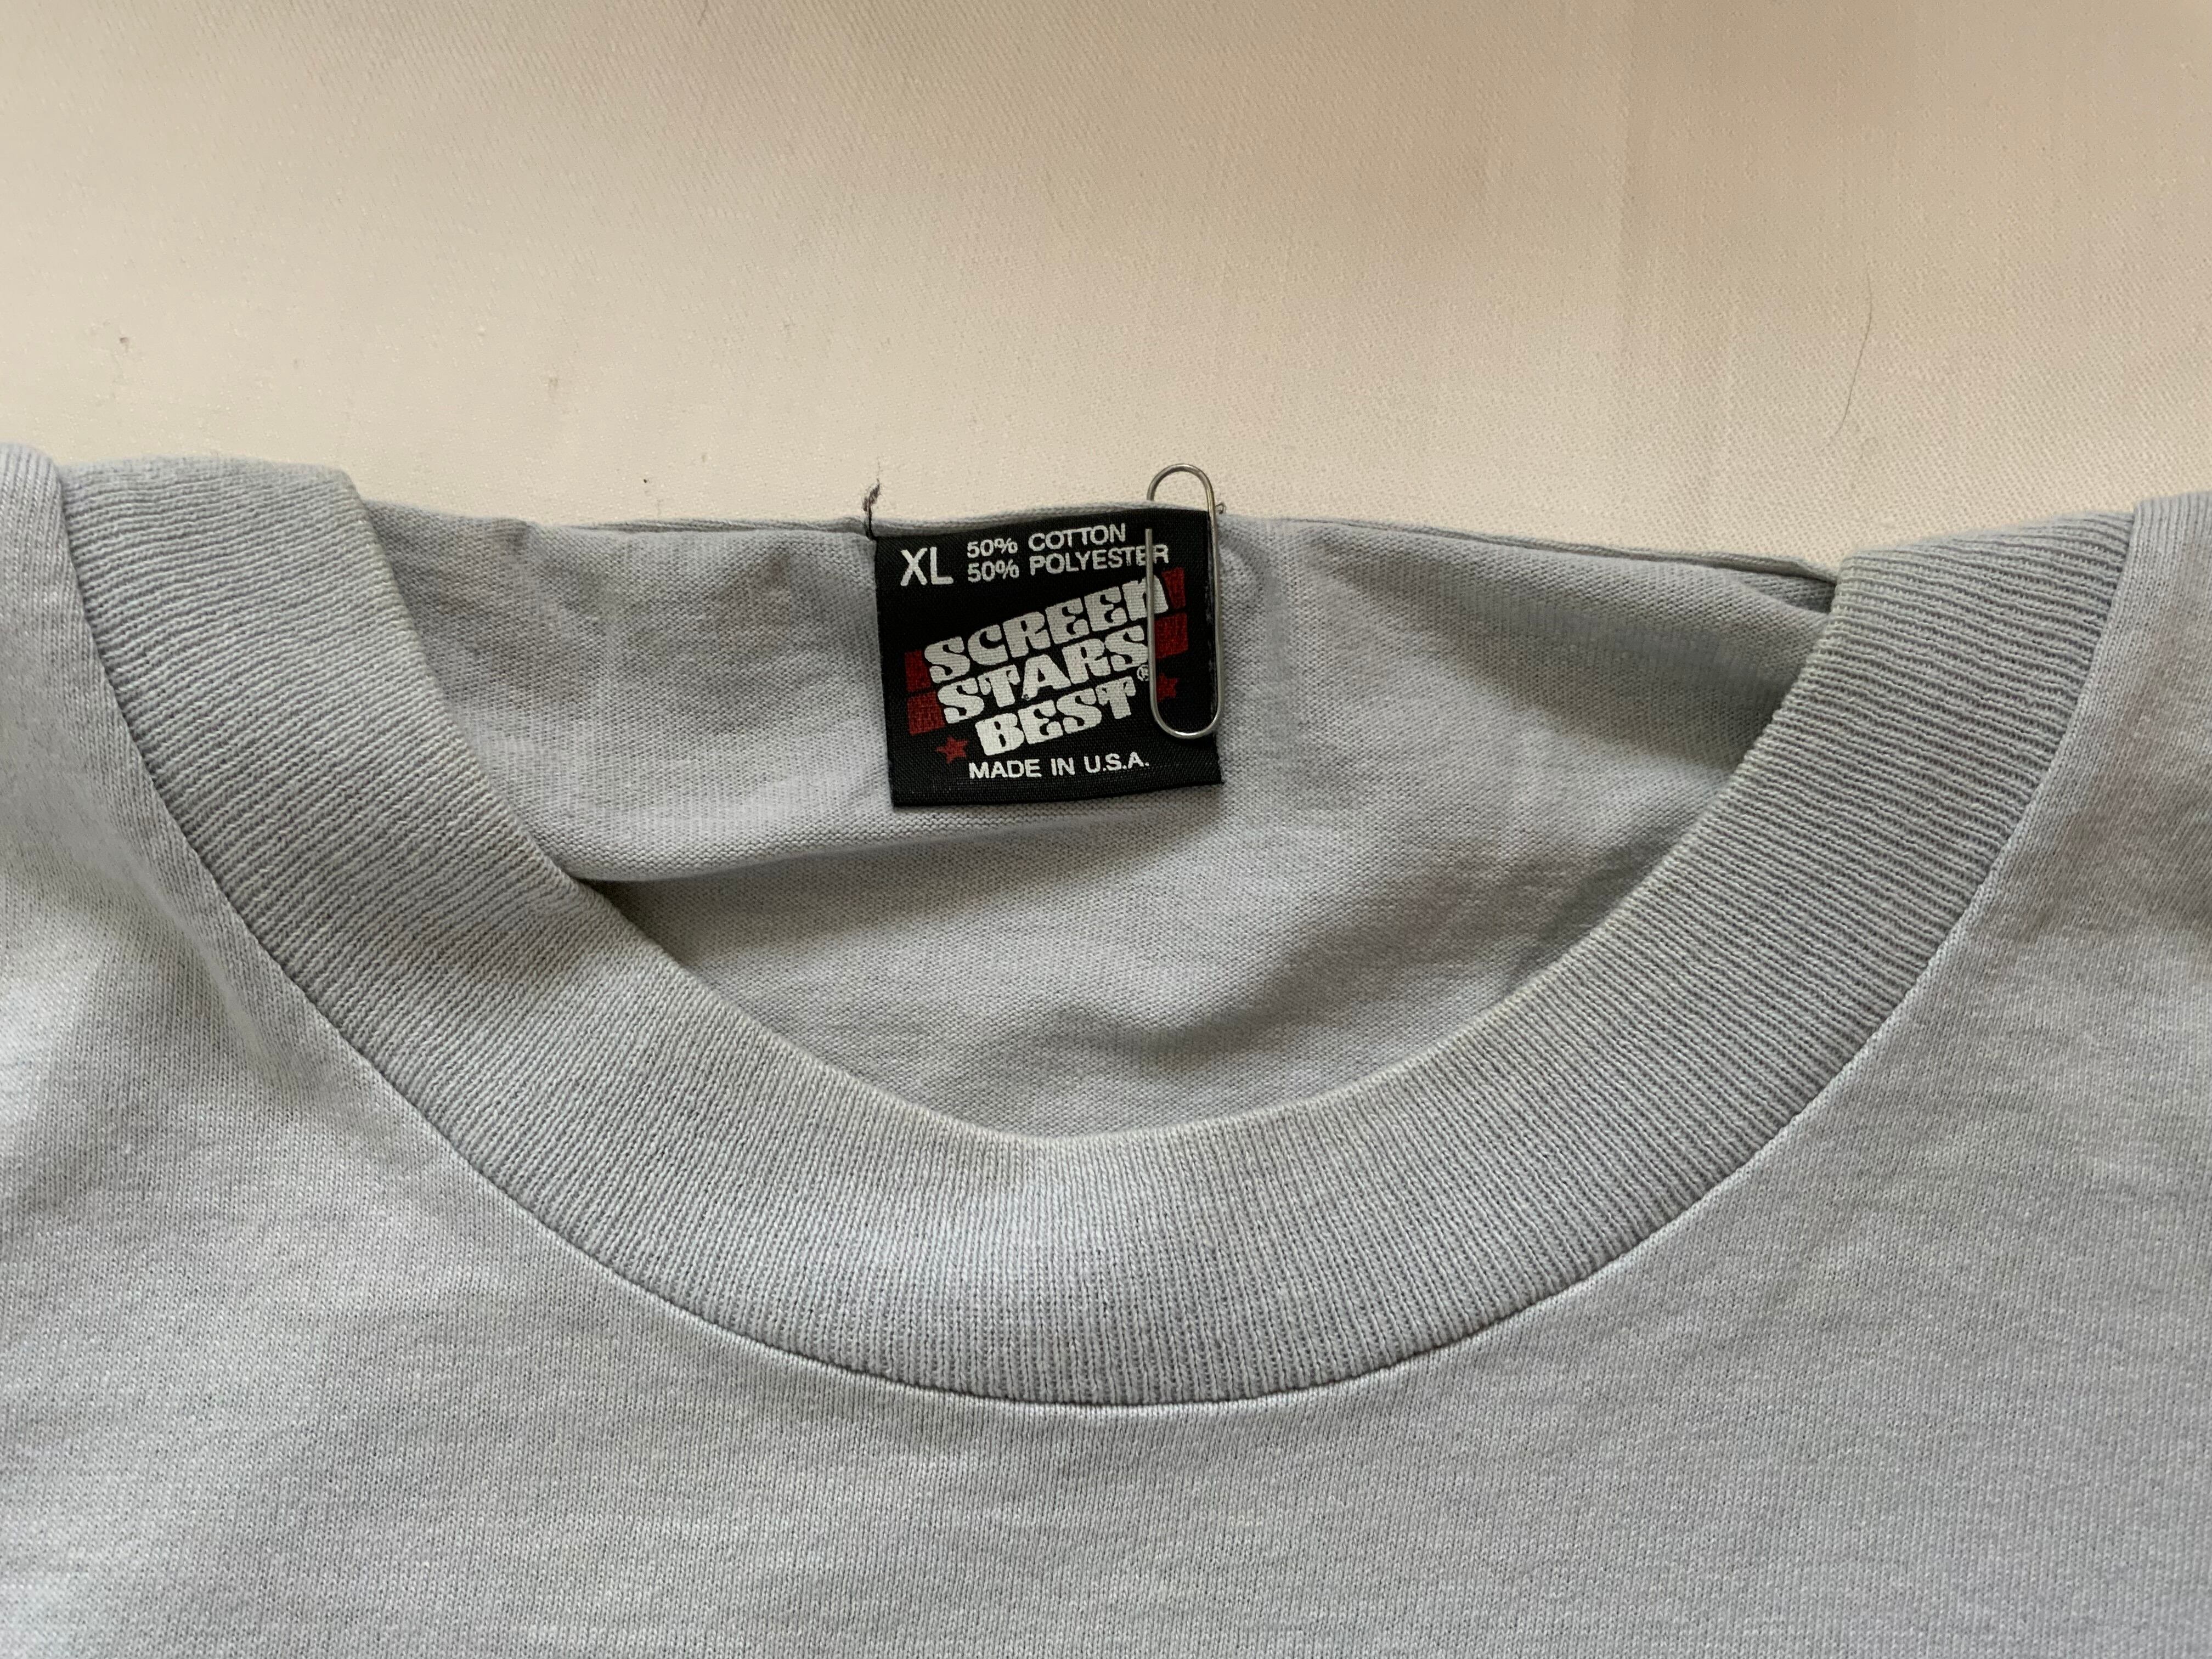 XL 50% COTTON
50% POLYESTER
SCREEN
STARS
BEST®
MADE IN U.S.A.